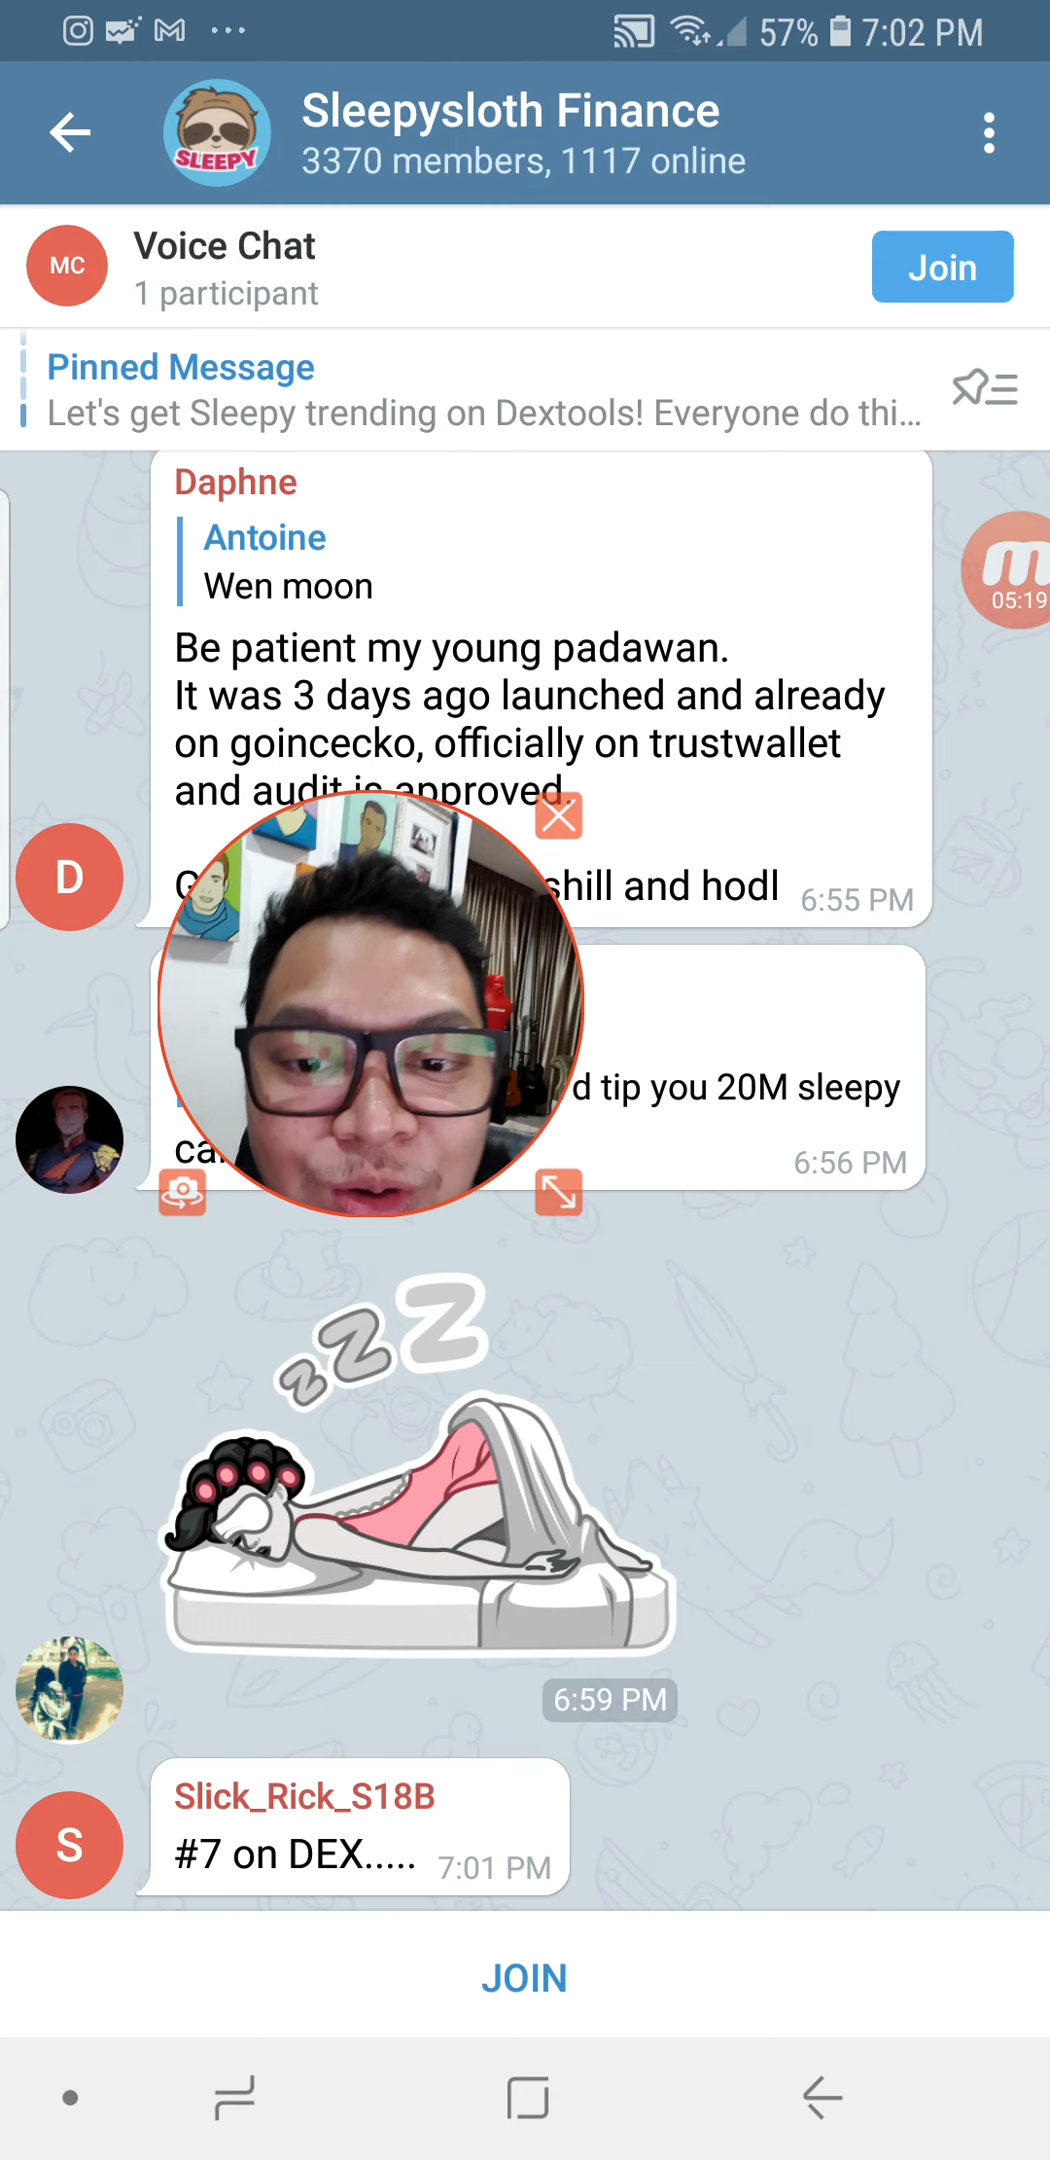 57% 7:02 PM
SLEEPY
Sleepysloth Finance
3370 members, 1117 online
MC
Voice Chat
1 participant
Join
Pinned Message
Let's get Sleepy trending on Dextools! Everyone do thi...
Daphne
Antoine
Wen moon
m
05:19
Be patient my young padawan.
It was 3 days ago launched and already
on goincecko, officially on trustwallet
and audit is approved.
D
shill and hodl 6:55 PM
d tip you 20M sleepy
6:56 PM
z Z Z
6:59 PM
S
Slick_Rick_S18B
#7 on DEX..... 7:01 PM
JOIN